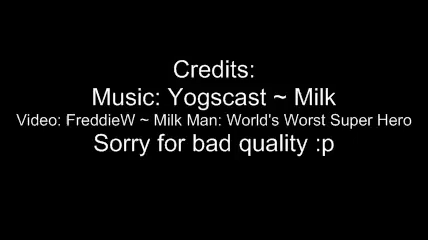 Credits:
Music: Yogscast ~ Milk
Video: FreddieW ~ Milk Man: World's Worst Super Hero
Sorry for bad quality :p